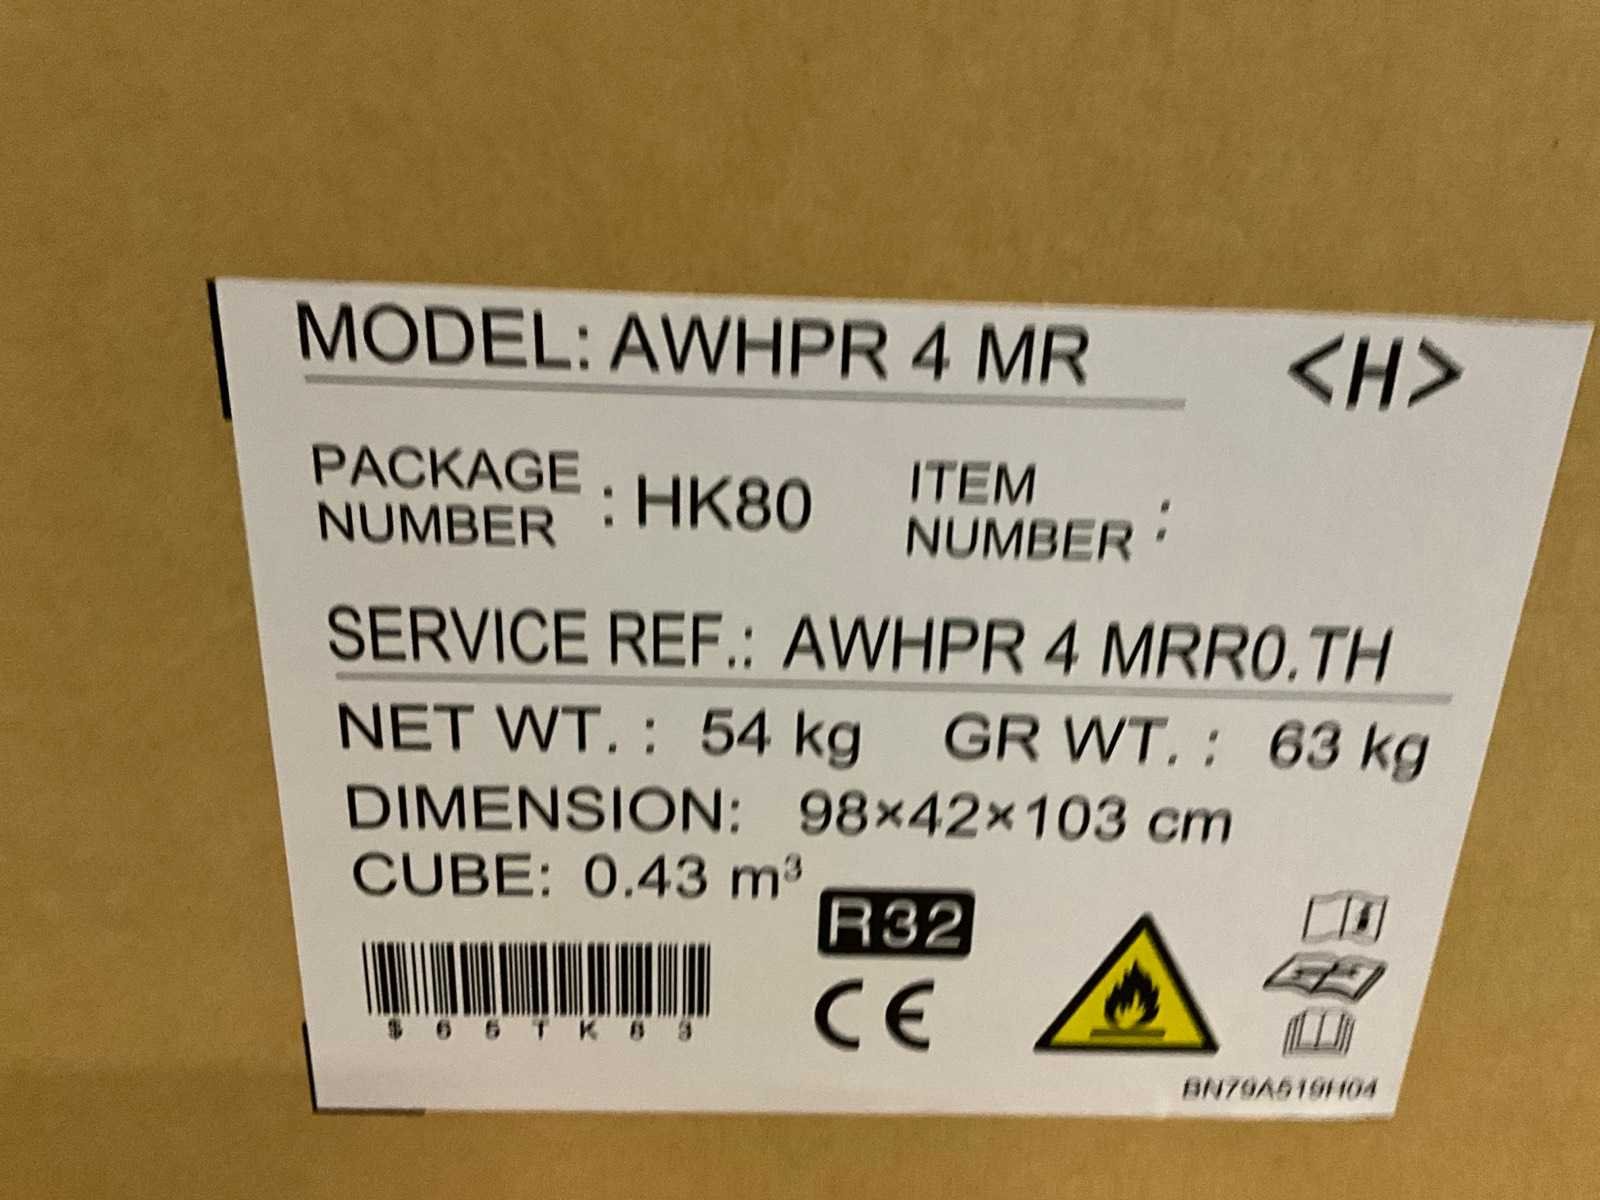 MODEL: AWHPR 4 MR <H>
PACKAGE NUMBER : HK80 ITEM NUMBER :
SERVICE REF.: AWHPR 4 MRR0.TH
NET WT. : 54 kg GR WT. : 63 kg
DIMENSION: 98×42×103 cm
CUBE: 0.43 m³
R32
CE
BN79A519H04